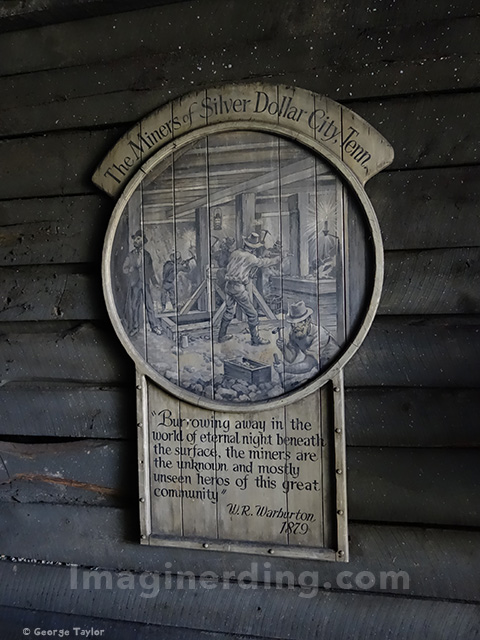 The Miners of Silver Dollar City, Tenn.
"Burrowing away in the
world of eternal night beneath
the surface, the miners are
the unknown and mostly
unseen heros of this great
community"
W.R. Warburton
1879
Imaginerding.com
© George Taylor